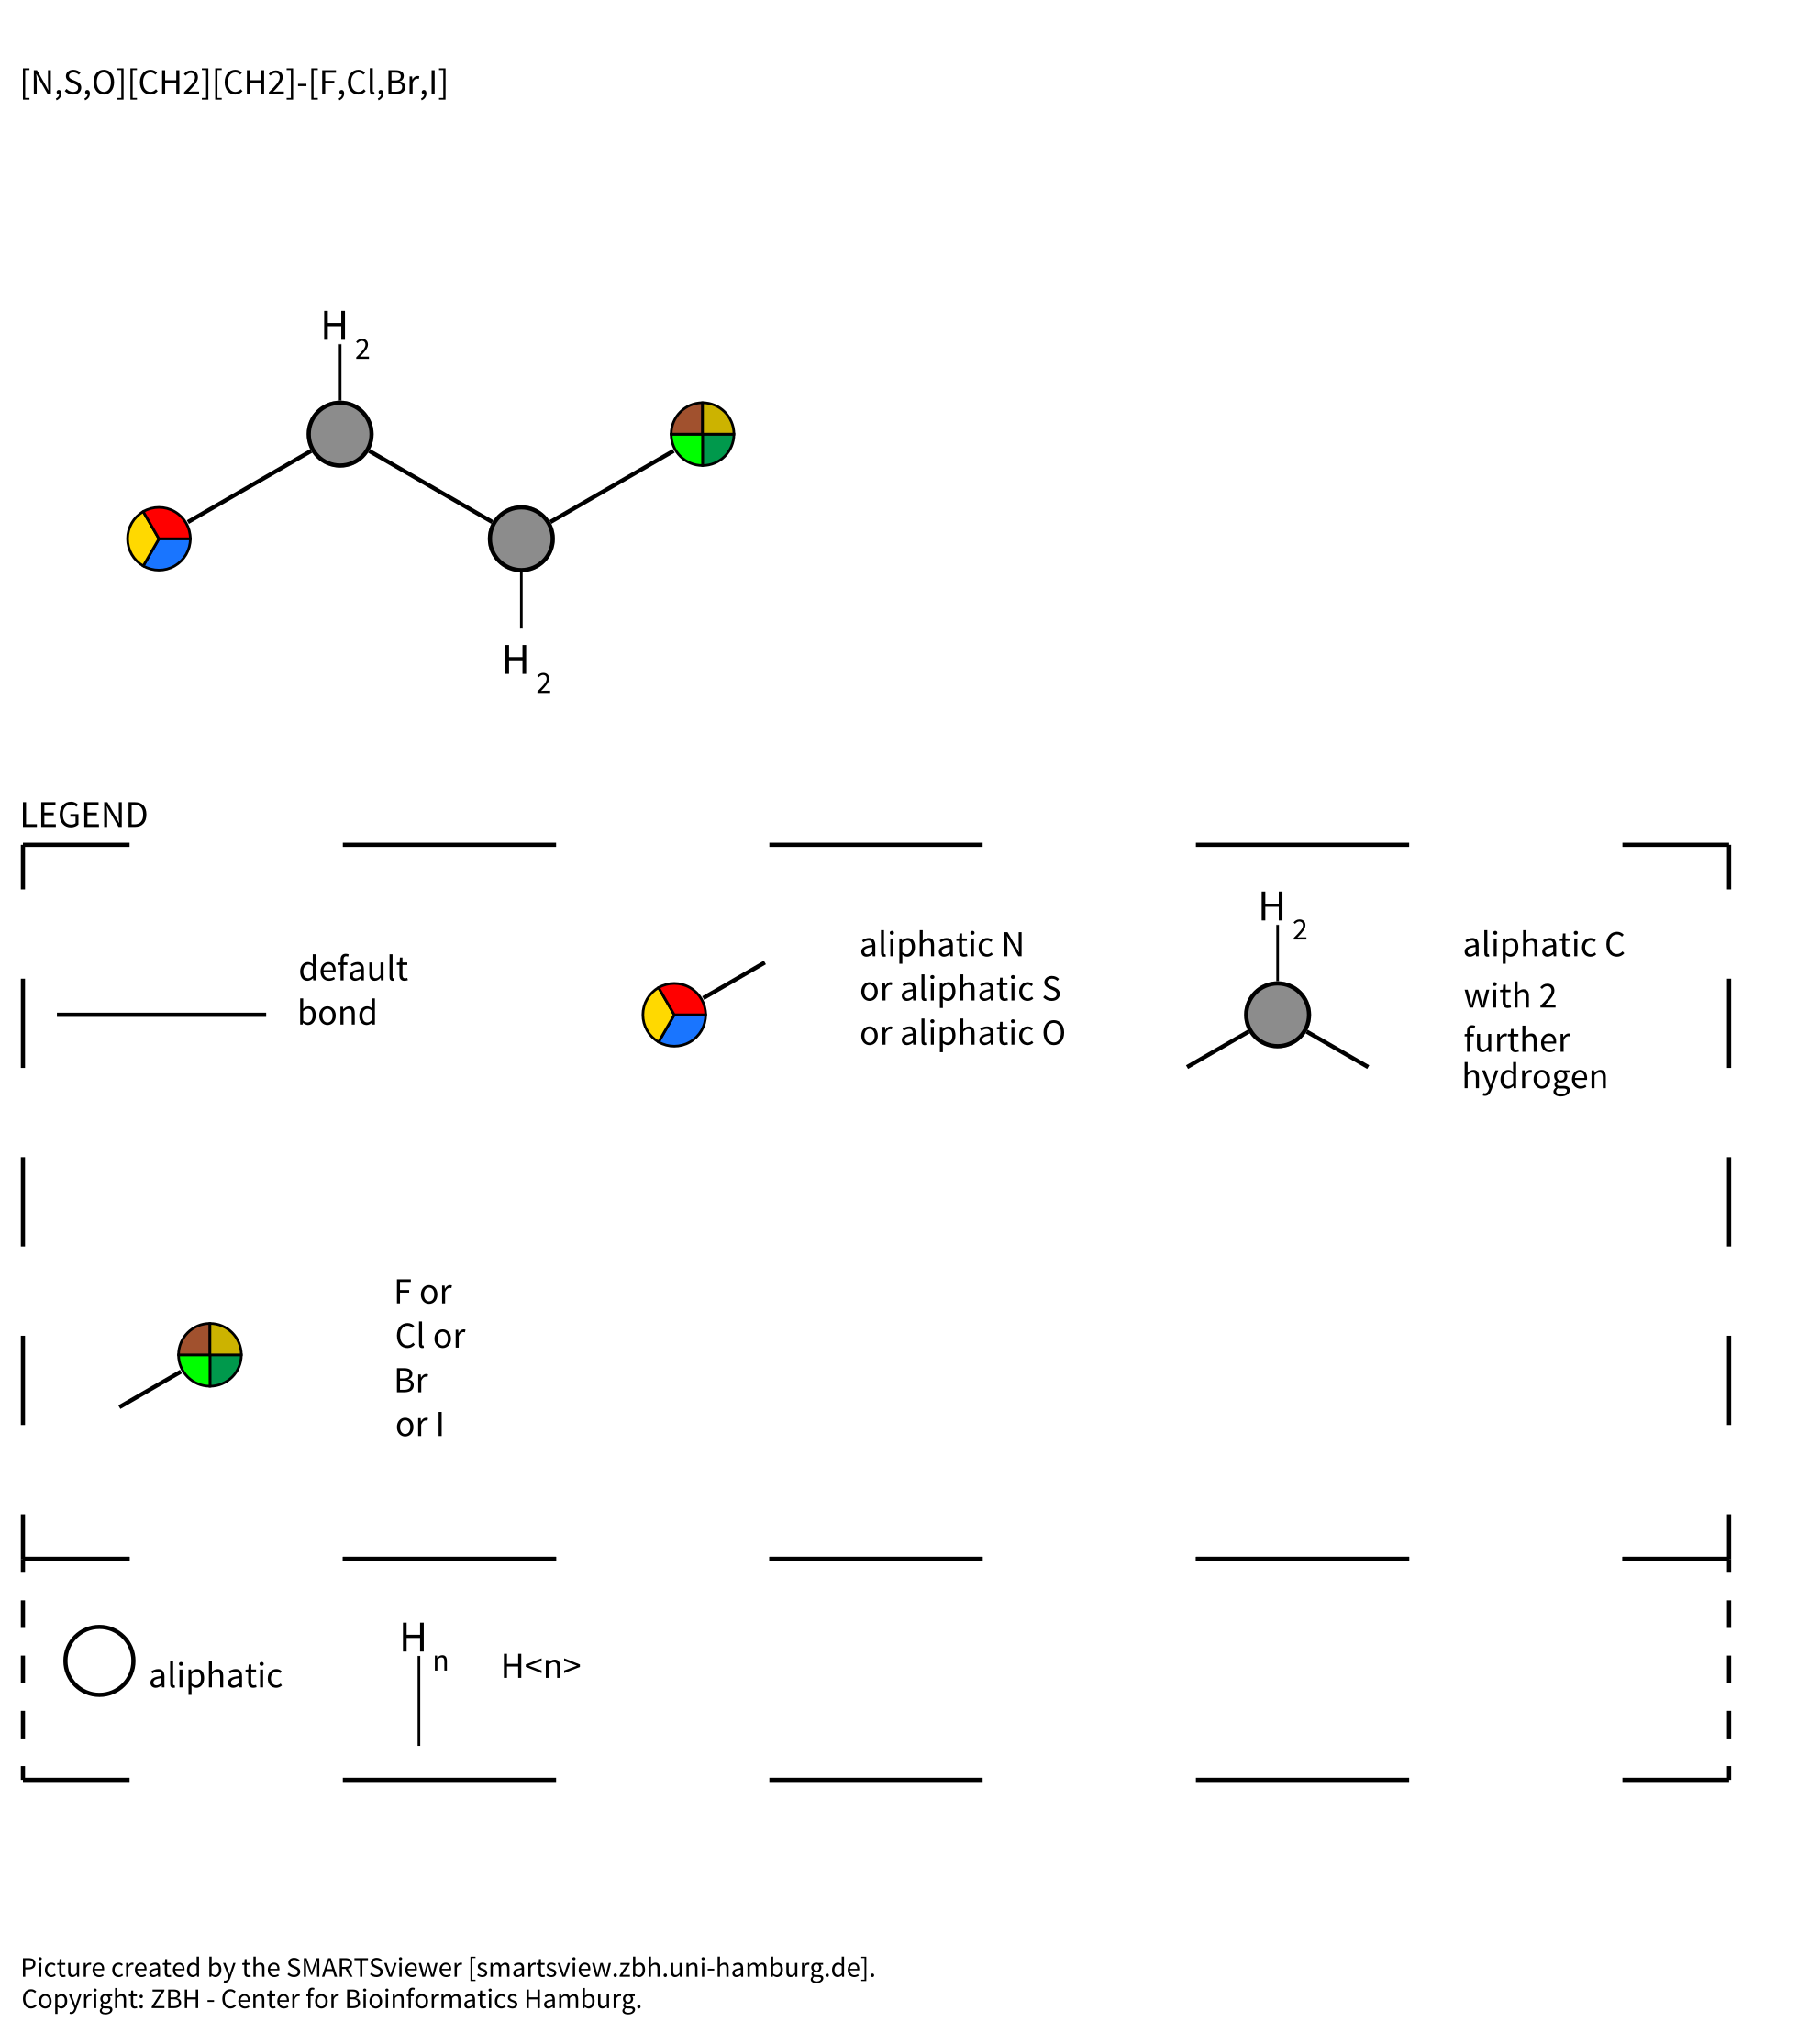 [N,S,O][CH2][CH2]-[F,Cl,Br,I]
H 2
H 2
LEGEND
default
bond
aliphatic N
or aliphatic S
or aliphatic O
H 2
aliphatic C
with 2
further
hydrogen
F or
Cl or
Br
or I
aliphatic
H n
H<n>
Picture created by the SMARTSviewer [smartsview.zbh.uni-hamburg.de].
Copyright: ZBH - Center for Bioinformatics Hamburg.